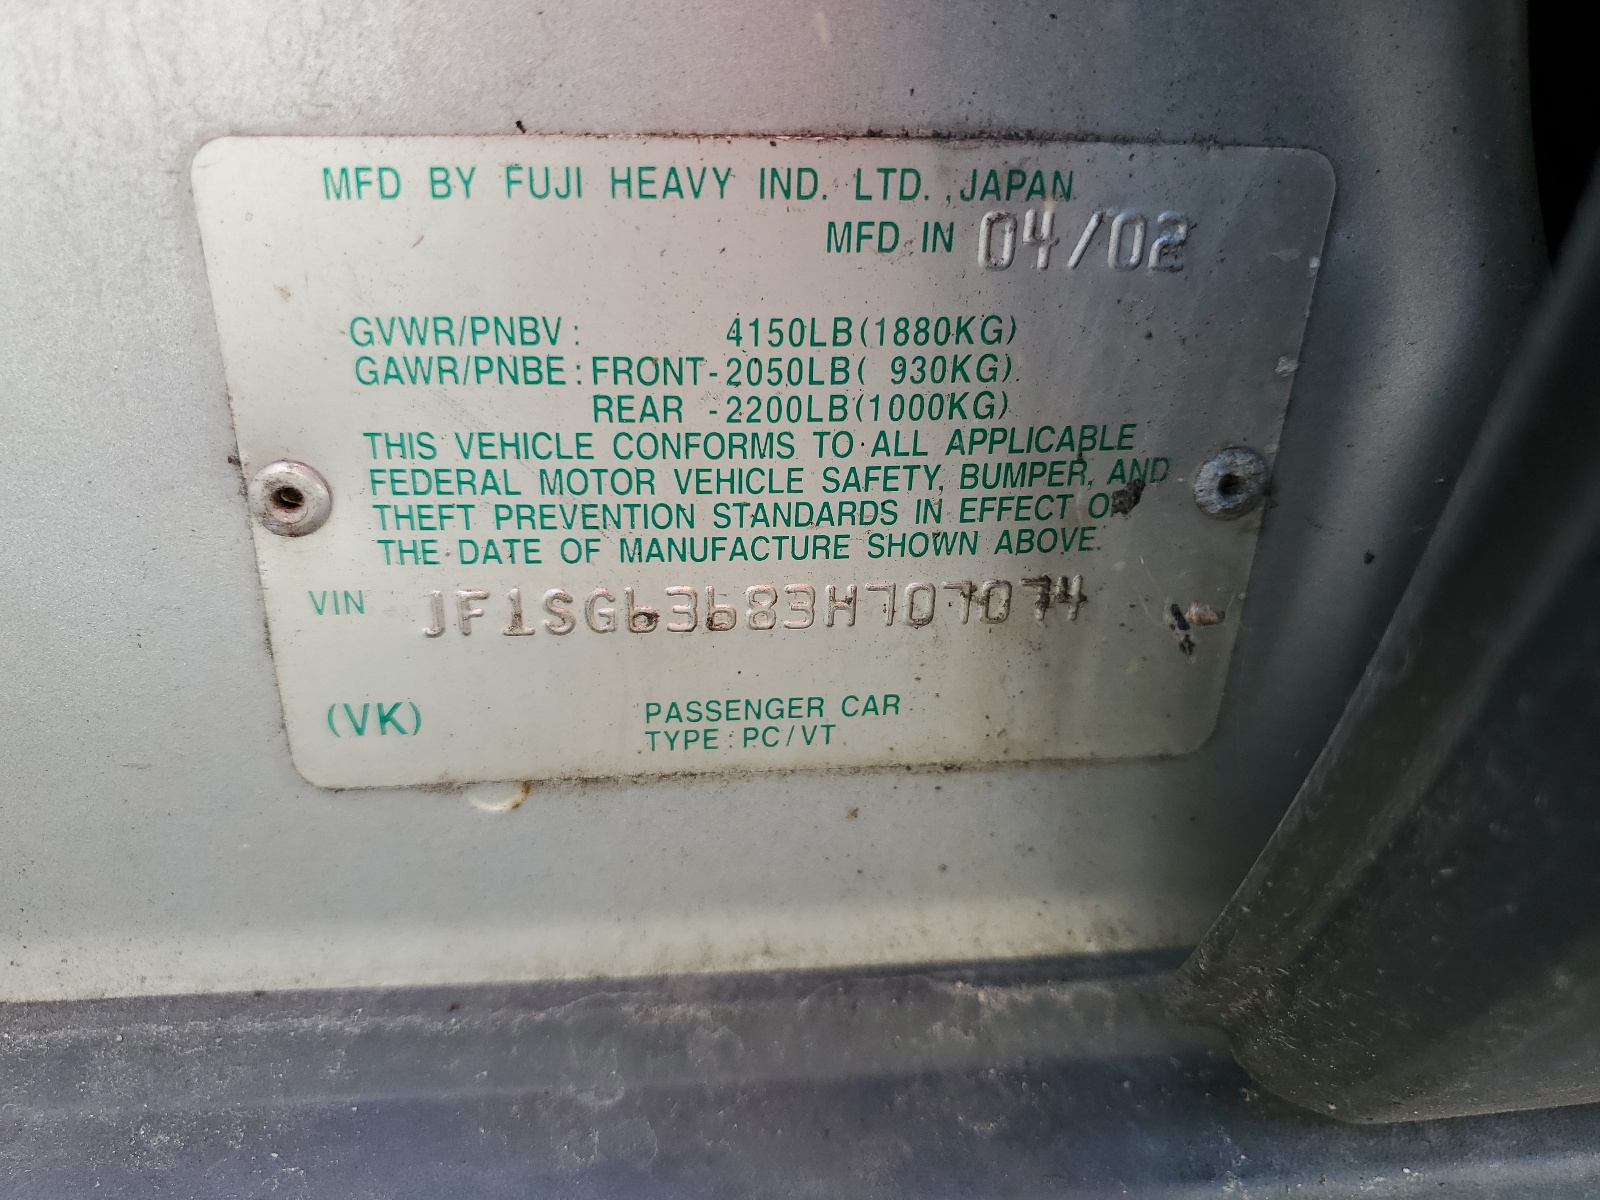 MFD BY FUJI HEAVY IND. LTD., JAPAN
MFD IN 04/02
GVWR/PNBV: 4150LB(1880KG)
GAWR/PNBE: FRONT-2050LB( 930KG)
REAR -2200LB(1000KG)
THIS VEHICLE CONFORMS TO ALL APPLICABLE
FEDERAL MOTOR VEHICLE SAFETY, BUMPER, AND
THEFT PREVENTION STANDARDS IN EFFECT OF
THE DATE OF MANUFACTURE SHOWN ABOVE.
VIN JF1SG63683H707074
(VK) PASSENGER CAR
TYPE : PC/VT